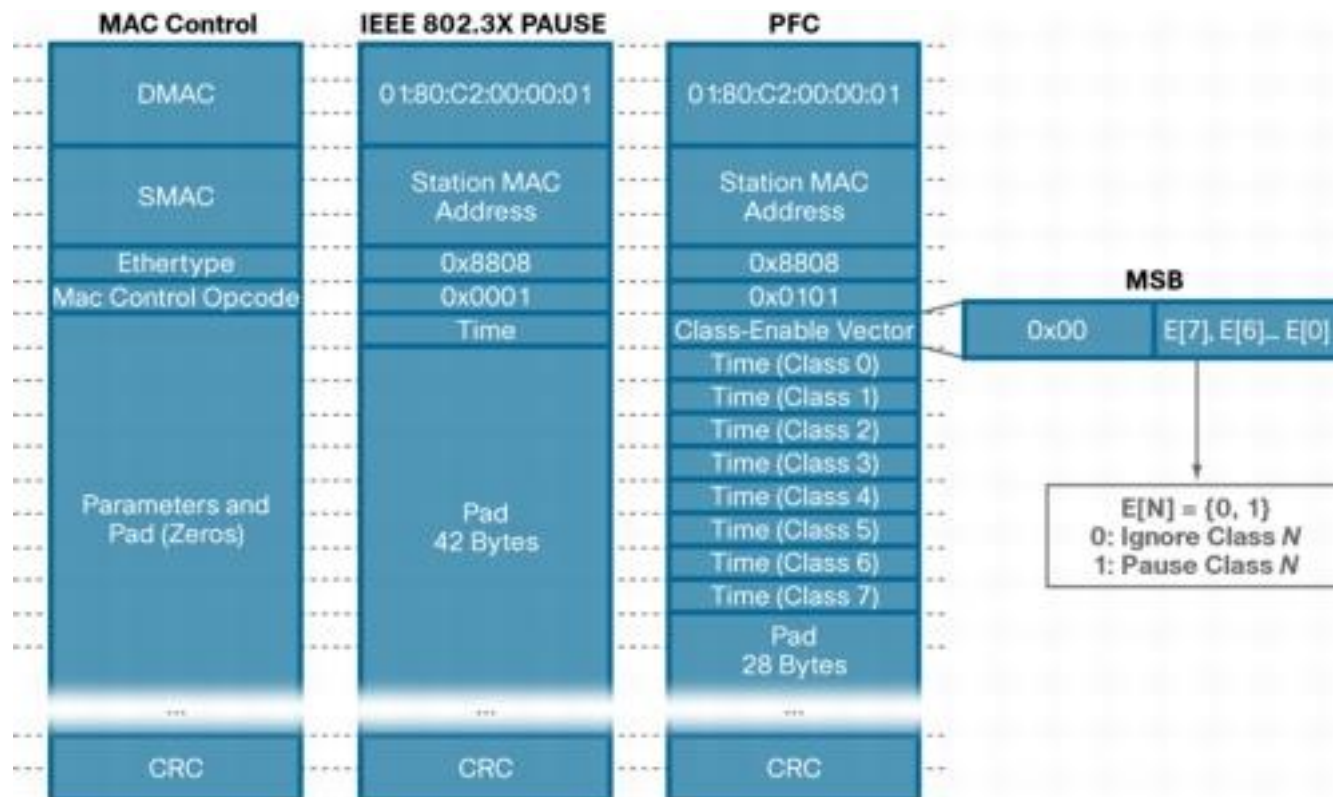 MAC Control
DMAC
SMAC
Ethertype
Mac Control Opcode
Parameters and
Pad (Zeros)
...
CRC
IEEE 802.3X PAUSE
01:80:C2:00:00:01
Station MAC
Address
0x8808
0x0001
Time
Pad
42 Bytes
...
CRC
PFC
01:80:C2:00:00:01
Station MAC
Address
0x8808
0x0101
Class-Enable Vector
Time (Class 0)
Time (Class 1)
Time (Class 2)
Time (Class 3)
Time (Class 4)
Time (Class 5)
Time (Class 6)
Time (Class 7)
Pad
28 Bytes
...
CRC
MSB
0x00
E[7], E[6]... E[0]
E[N] = {0, 1}
0: Ignore Class N
1: Pause Class N